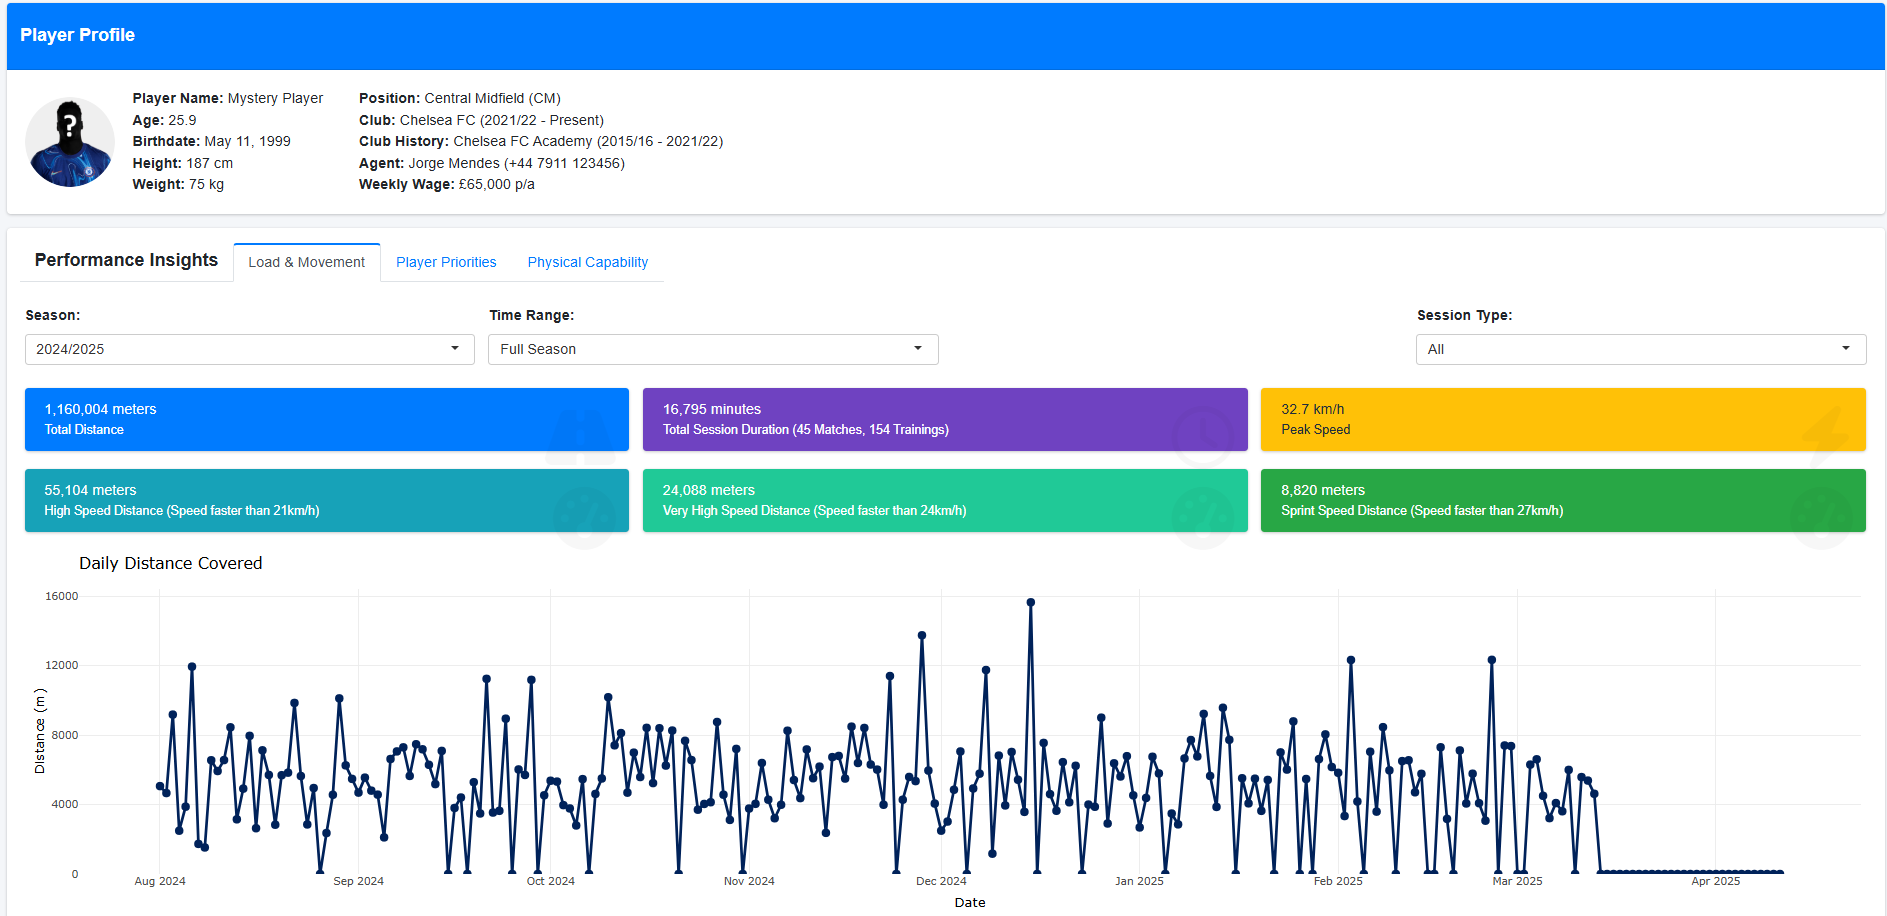 Player Profile
?
Player Name: Mystery Player
Age: 25.9
Birthdate: May 11, 1999
Height: 187 cm
Weight: 75 kg
Position: Central Midfield (CM)
Club: Chelsea FC (2021/22 - Present)
Club History: Chelsea FC Academy (2015/16 - 2021/22)
Agent: Jorge Mendes (+44 7911 123456)
Weekly Wage: £65,000 p/a
Performance Insights
Load & Movement
Player Priorities
Physical Capability
Season:
Time Range:
Session Type:
2024/2025
Full Season
All
1,160,004 meters
Total Distance
16,795 minutes
Total Session Duration (45 Matches, 154 Trainings)
32.7 km/h
Peak Speed
55,104 meters
High Speed Distance (Speed faster than 21km/h)
24,088 meters
Very High Speed Distance (Speed faster than 24km/h)
8,820 meters
Sprint Speed Distance (Speed faster than 27km/h)
Daily Distance Covered
Distance (m)
16000
12000
8000
4000
0
Aug 2024
Sep 2024
Oct 2024
Nov 2024
Dec 2024
Jan 2025
Feb 2025
Mar 2025
Apr 2025
Date